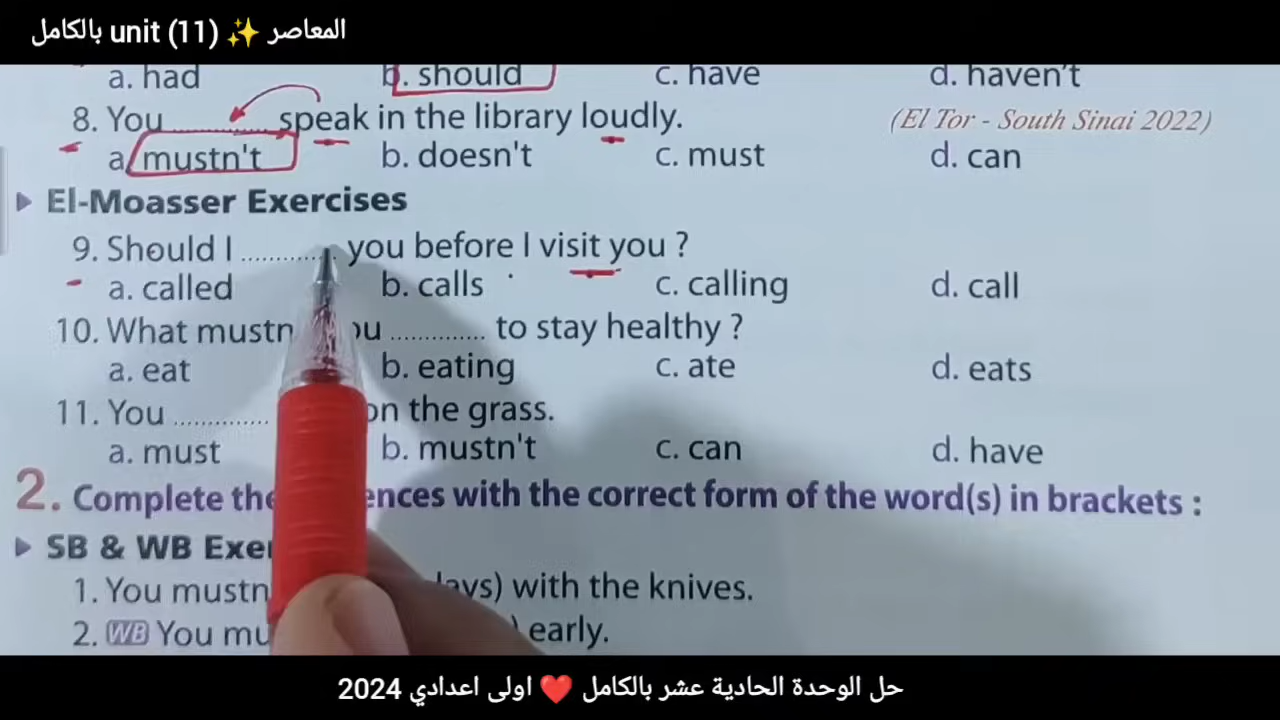 المعاصر ✨ unit (11) بالكامل
a. had b. should c. have d. haven't
8. You ............ speak in the library loudly. (El Tor - South Sinai 2022)
a. mustn't b. doesn't c. must d. can
El-Moasser Exercises
9. Should I ............ you before I visit you ?
a. called b. calls c. calling d. call
10. What mustn ............ to stay healthy ?
a. eat b. eating c. ate d. eats
11. You ............ on the grass.
a. must b. mustn't c. can d. have
2. Complete the with the correct form of the word(s) in brackets :
SB & WB
1. You mustn with the knives.
2. WB You early.
حل الوحدة الحادية عشر بالكامل ❤️ اولى اعدادي 2024